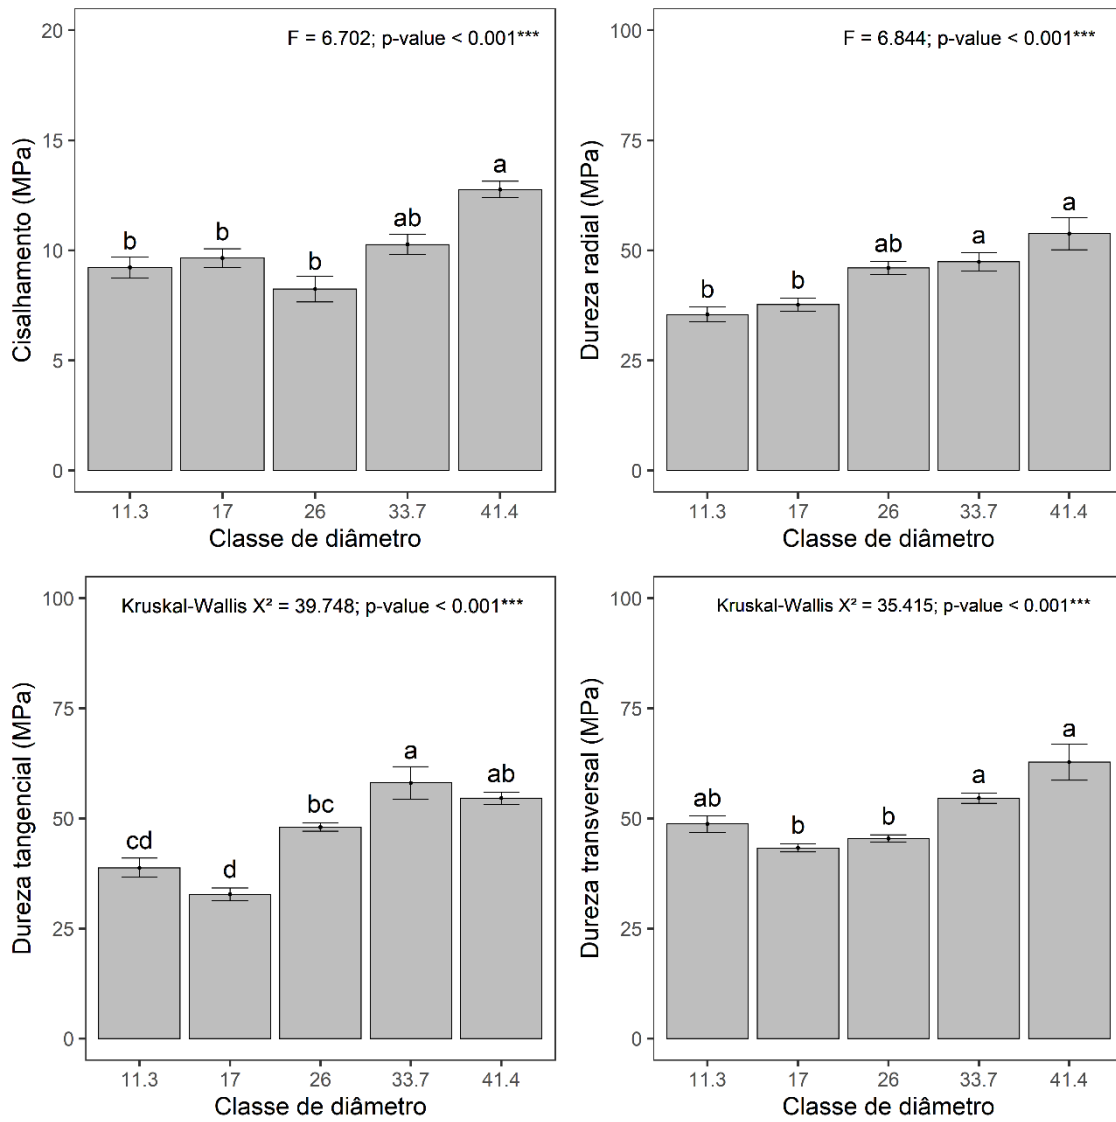 F = 6.702; p-value < 0.001***
Cisalhamento (MPa)
20
15
10
5
0
b
b
b
ab
a
11.3 17 26 33.7 41.4
Classe de diâmetro
F = 6.844; p-value < 0.001***
Dureza radial (MPa)
100
75
50
25
0
b
b
ab
a
a
11.3 17 26 33.7 41.4
Classe de diâmetro
Kruskal-Wallis X² = 39.748; p-value < 0.001***
Dureza tangencial (MPa)
100
75
50
25
0
cd
d
bc
a
ab
11.3 17 26 33.7 41.4
Classe de diâmetro
Kruskal-Wallis X² = 35.415; p-value < 0.001***
Dureza transversal (MPa)
100
75
50
25
0
ab
b
b
a
a
11.3 17 26 33.7 41.4
Classe de diâmetro